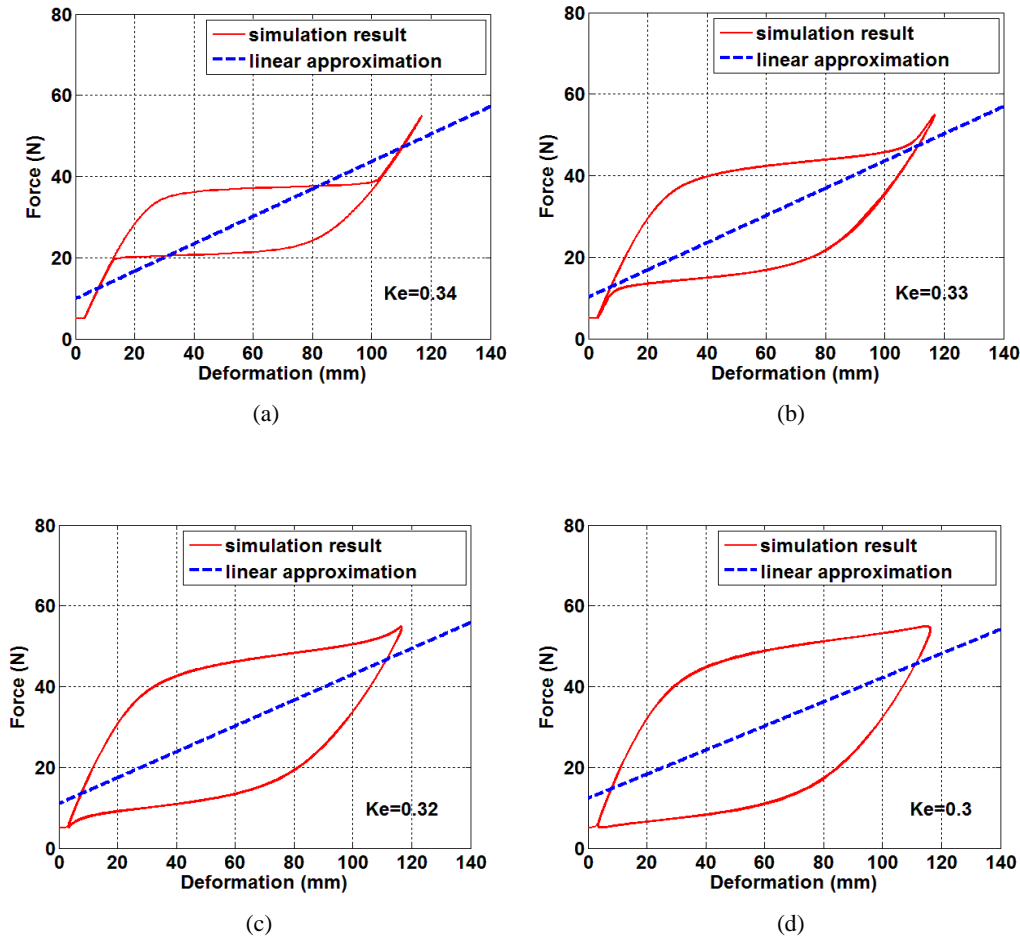 simulation result
linear approximation
Force (N)
80
60
40
20
0
Ke=0.34
0 20 40 60 80 100 120 140
Deformation (mm)
(a)
simulation result
linear approximation
Force (N)
80
60
40
20
0
Ke=0.33
0 20 40 60 80 100 120 140
Deformation (mm)
(b)
simulation result
linear approximation
Force (N)
80
60
40
20
0
Ke=0.32
0 20 40 60 80 100 120 140
Deformation (mm)
(c)
simulation result
linear approximation
Force (N)
80
60
40
20
0
Ke=0.3
0 20 40 60 80 100 120 140
Deformation (mm)
(d)